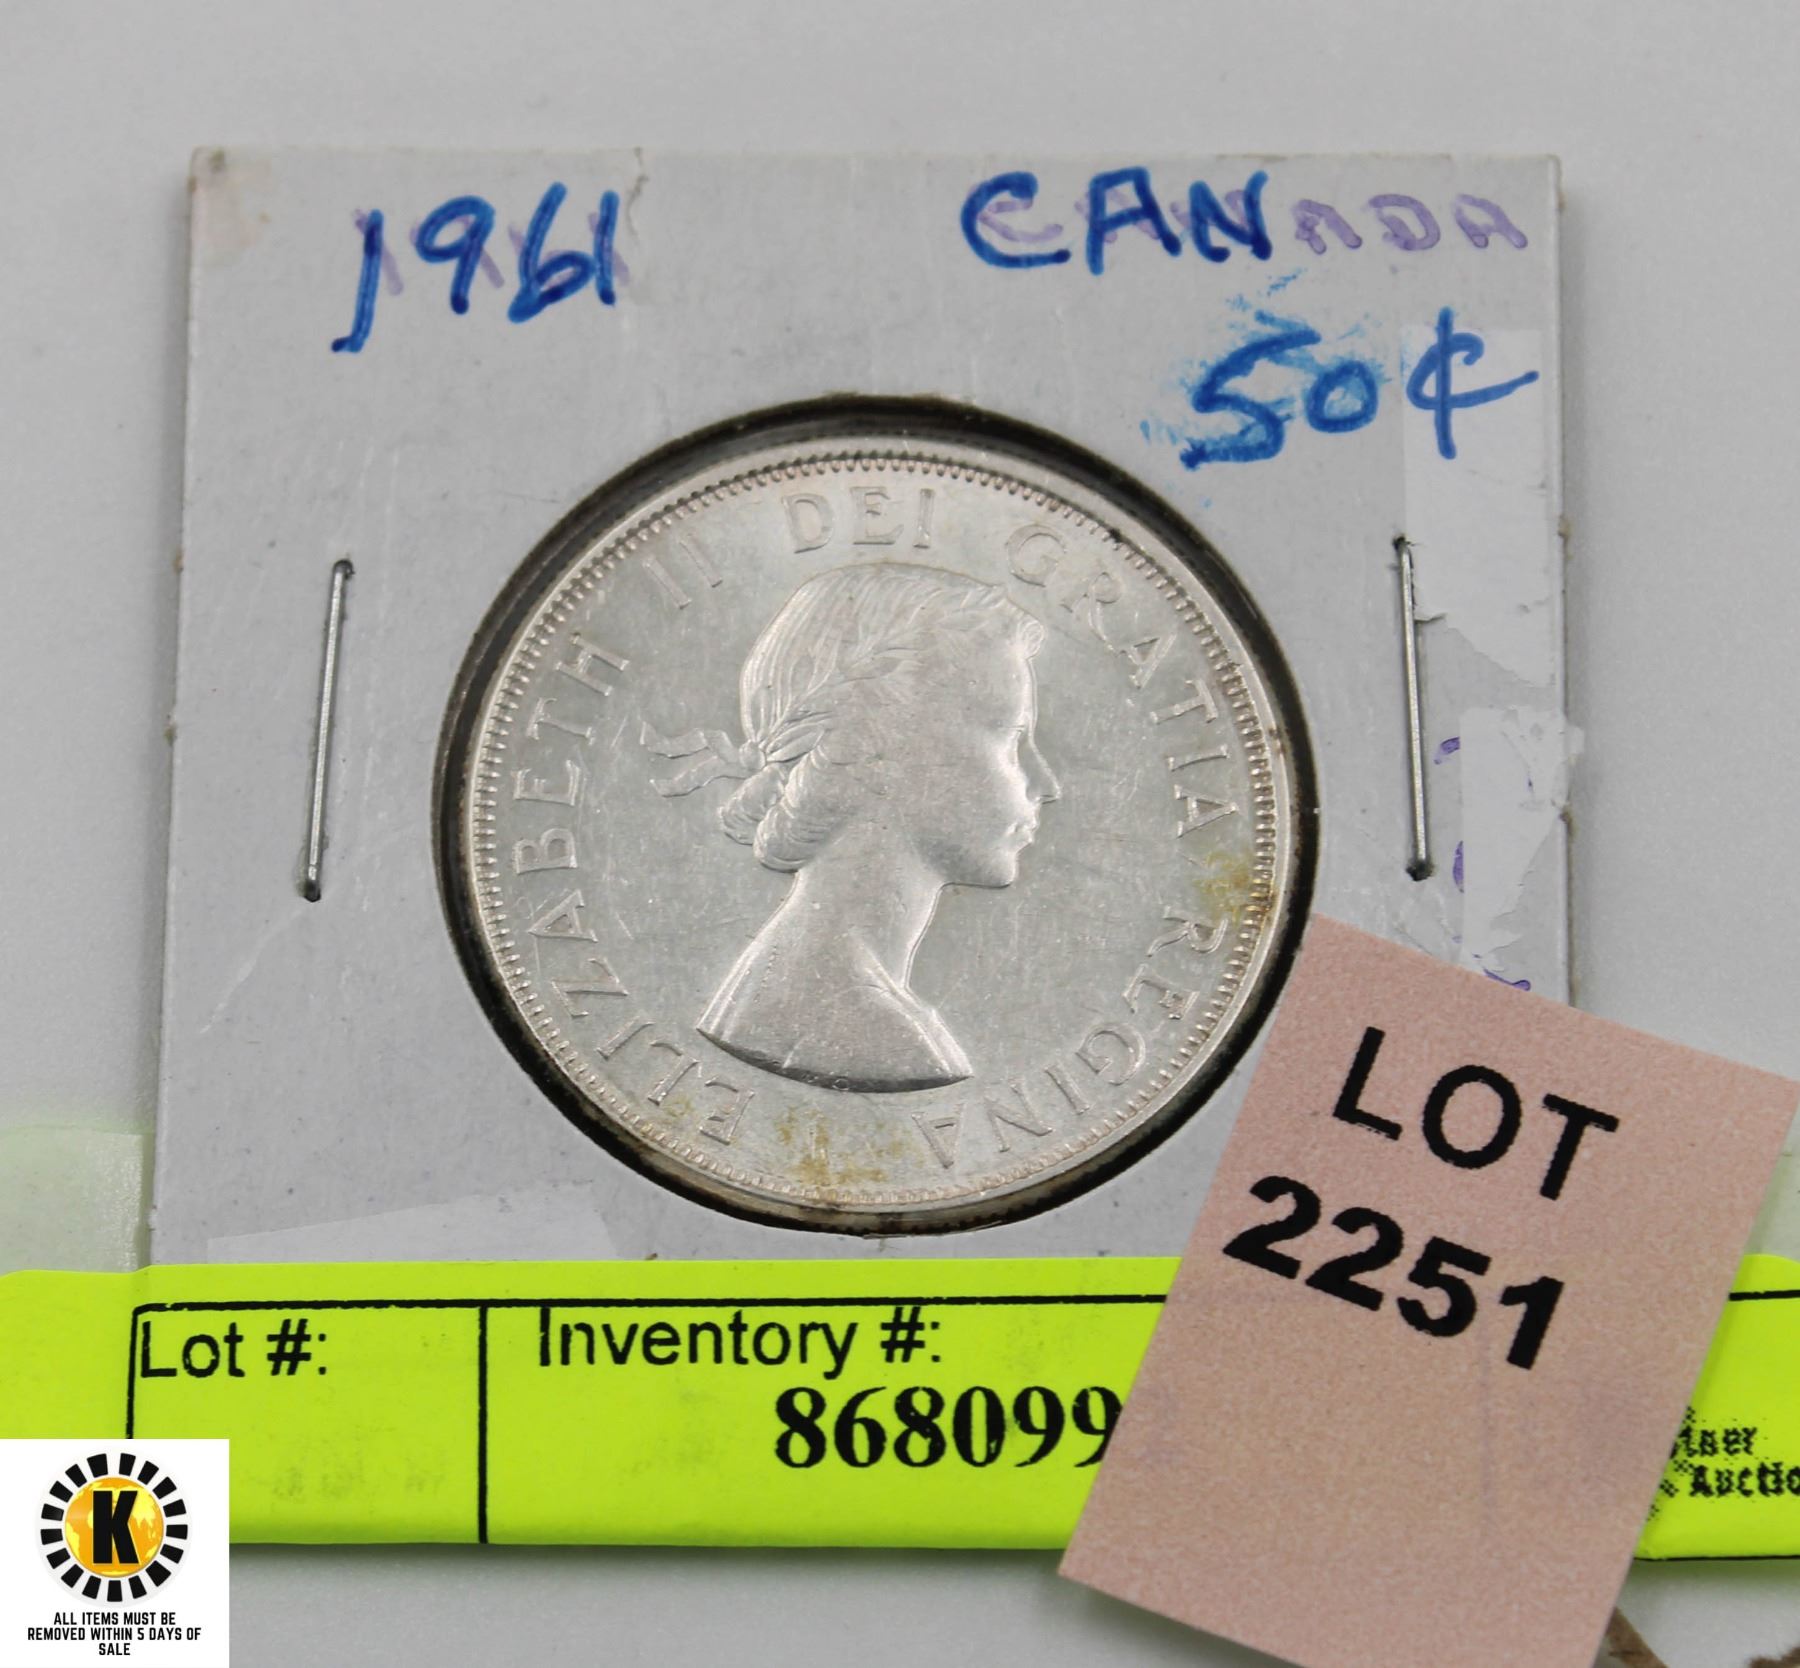 1961 CANADA
50¢
ELIZABETH II DEI GRATIA REGINA
LOT
2251
Lot #: Inventory #:
868099
Auctio
K
ALL ITEMS MUST BE
REMOVED WITHIN 5 DAYS OF
SALE